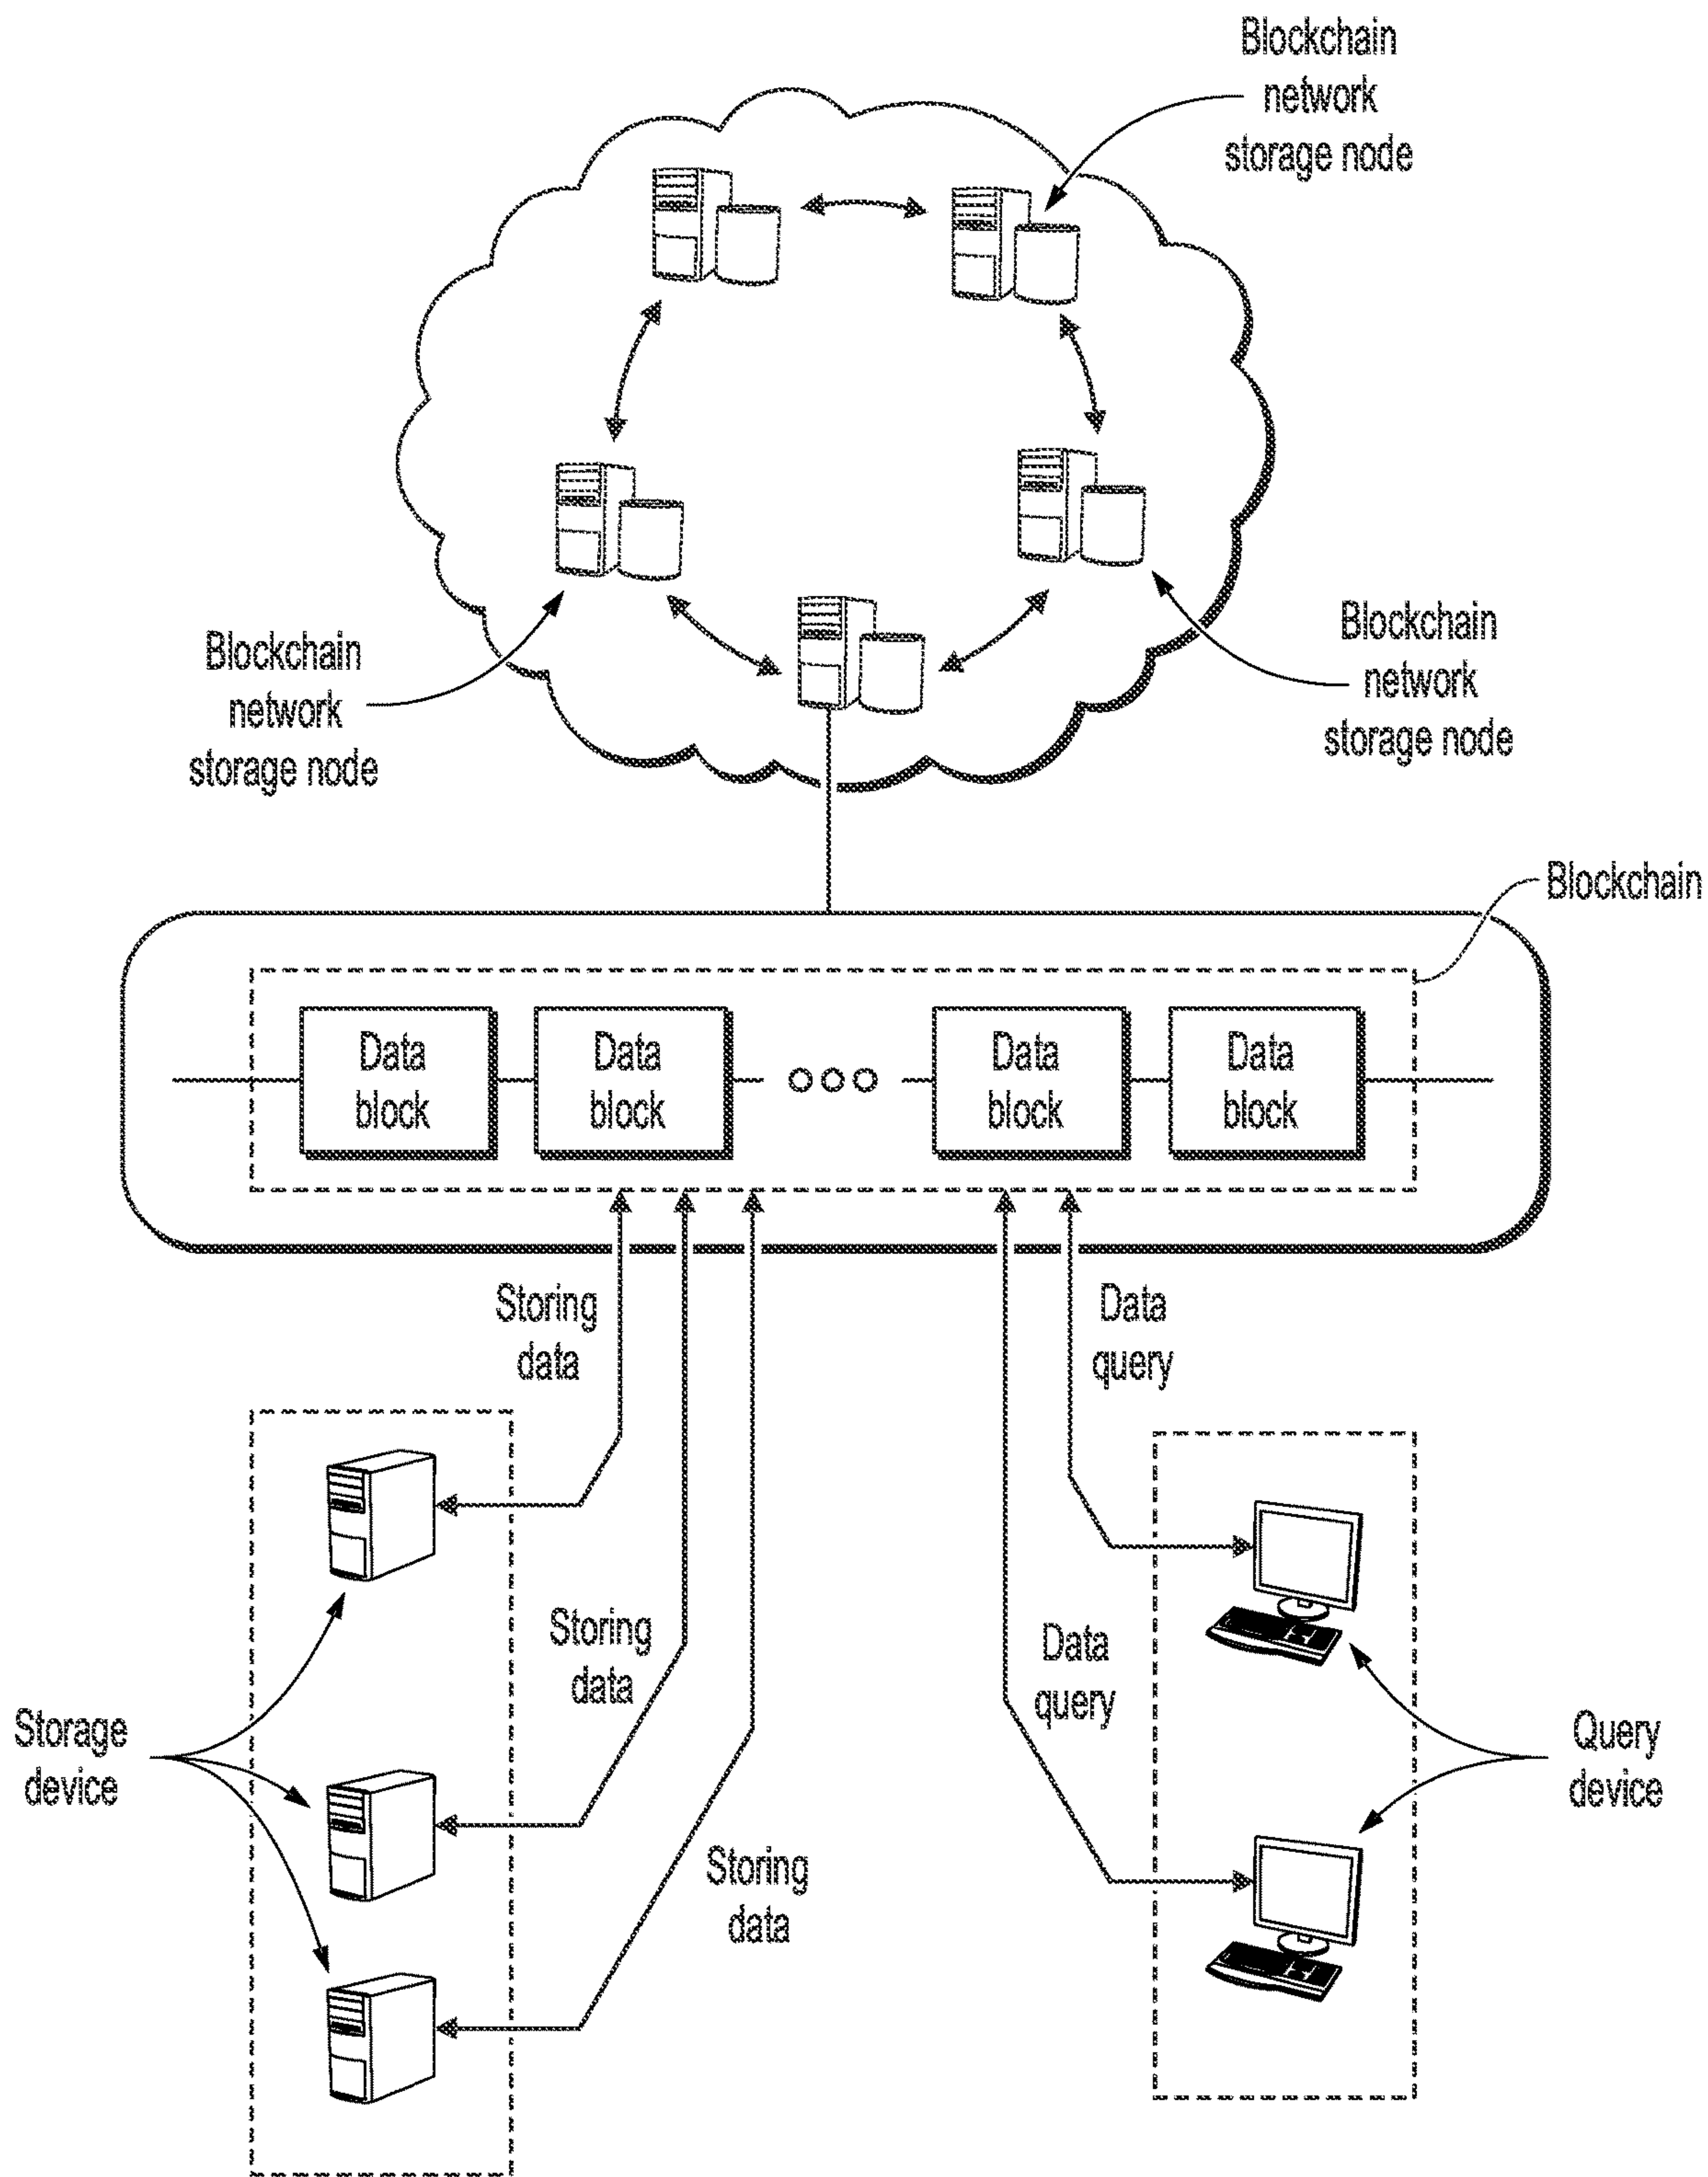 Blockchain
network
storage node
Blockchain
network
storage node
Blockchain
network
storage node
Blockchain
Data
block
Data
block
Data
block
Data
block
Storing
data
Data
query
Storing
data
Data
query
Storage
device
Query
device
Storing
data